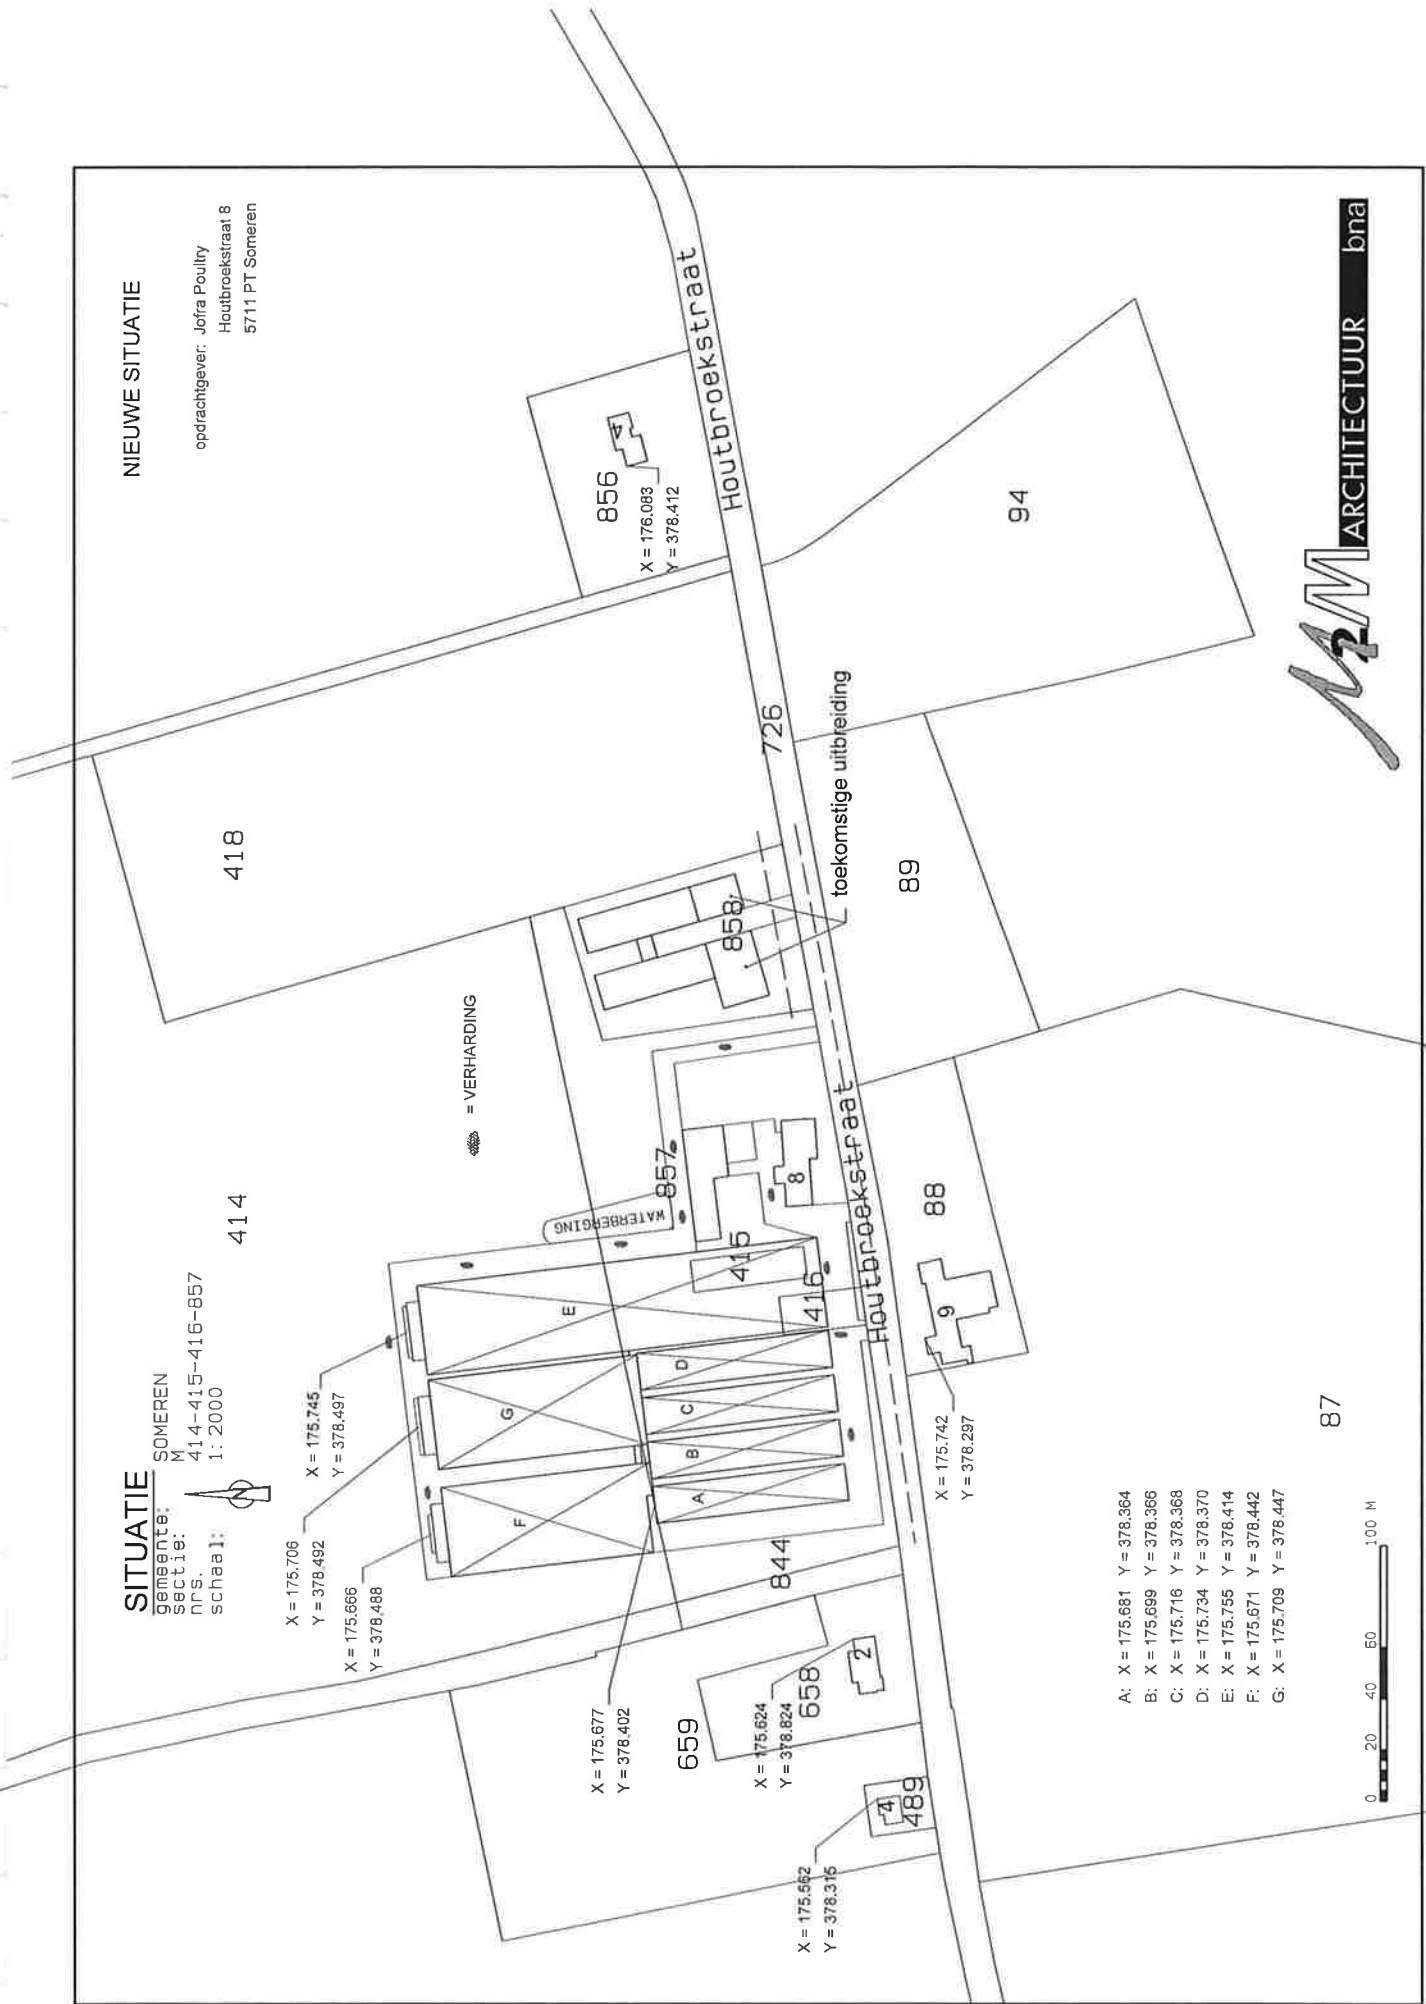 SITUATIE
gemeente: SOMEREN
sectie: M
nrs. 414-415-416-857
schaal: 1:2000
N
NIEUWE SITUATIE
opdrachtgever: Jofra Poultry
Houtbroekstraat 8
5711 PT Someren
414
418
= VERHARDING
X = 175.706
Y = 378.492
X = 175.745
Y = 378.497
X = 175.666
Y = 378.488
F
G
E
WATERBERGING
857
858
856
X = 176.083
Y = 378.412
A
B
C
D
415
416
8
X = 175.677
Y = 378.402
659
844
X = 175.624
Y = 378.824
658
2
X = 175.562
Y = 378.315
4
489
Houtbroekstraat
726
Houtbroekstraat
toekomstige uitbreiding
9
88
89
94
X = 175.742
Y = 378.297
87
A: X = 175.681 Y = 378.364
B: X = 175.699 Y = 378.366
C: X = 175.716 Y = 378.368
D: X = 175.734 Y = 378.370
E: X = 175.755 Y = 378.414
F: X = 175.671 Y = 378.442
G: X = 175.709 Y = 378.447
0 20 40 60 100 M
M2M ARCHITECTUUR bna